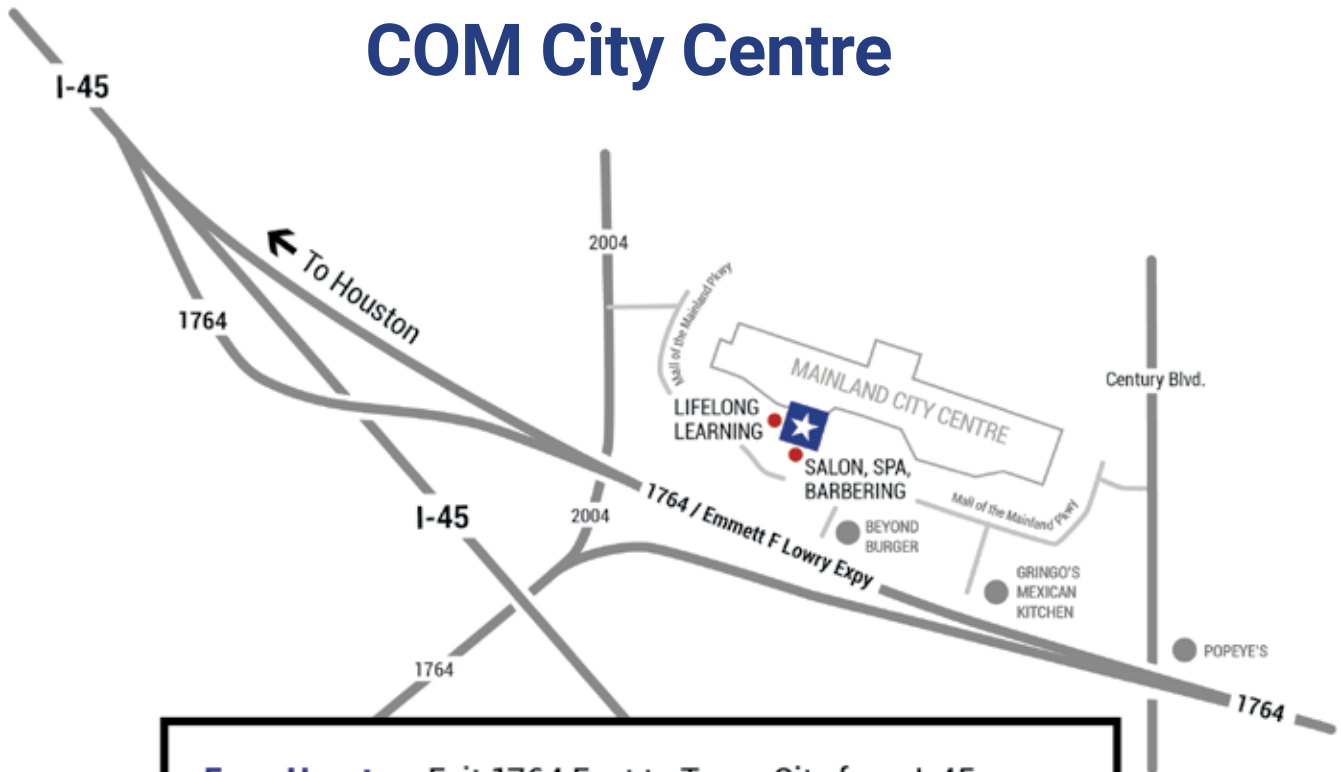 COM City Centre
I-45
To Houston
2004
1764
Mall of the Mainland Pkwy
MAINLAND CITY CENTRE
Century Blvd.
LIFELONG
LEARNING
SALON, SPA,
BARBERING
1764 / Emmett F Lowry Expy
Mall of the Mainland Pkwy
I-45
2004
BEYOND
BURGER
GRINGO'S
MEXICAN
KITCHEN
POPEYE'S
1764
1764